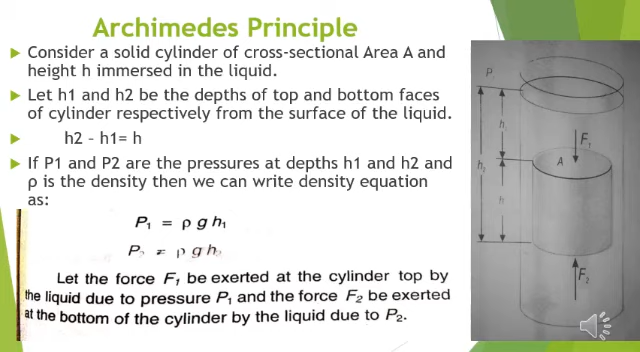 Archimedes Principle
Consider a solid cylinder of cross-sectional Area A and
height h immersed in the liquid.
Let h1 and h2 be the depths of top and bottom faces
of cylinder respectively from the surface of the liquid.
h2 – h1= h
If P1 and P2 are the pressures at depths h1 and h2 and
ρ is the density then we can write density equation
as:
P₁ = ρ g h₁
P₂ = ρ g h₂
Let the force F₁ be exerted at the cylinder top by
the liquid due to pressure P₁ and the force F₂ be exerted
at the bottom of the cylinder by the liquid due to P₂.
P
h₁
F₁
A
h₂
h
F₂